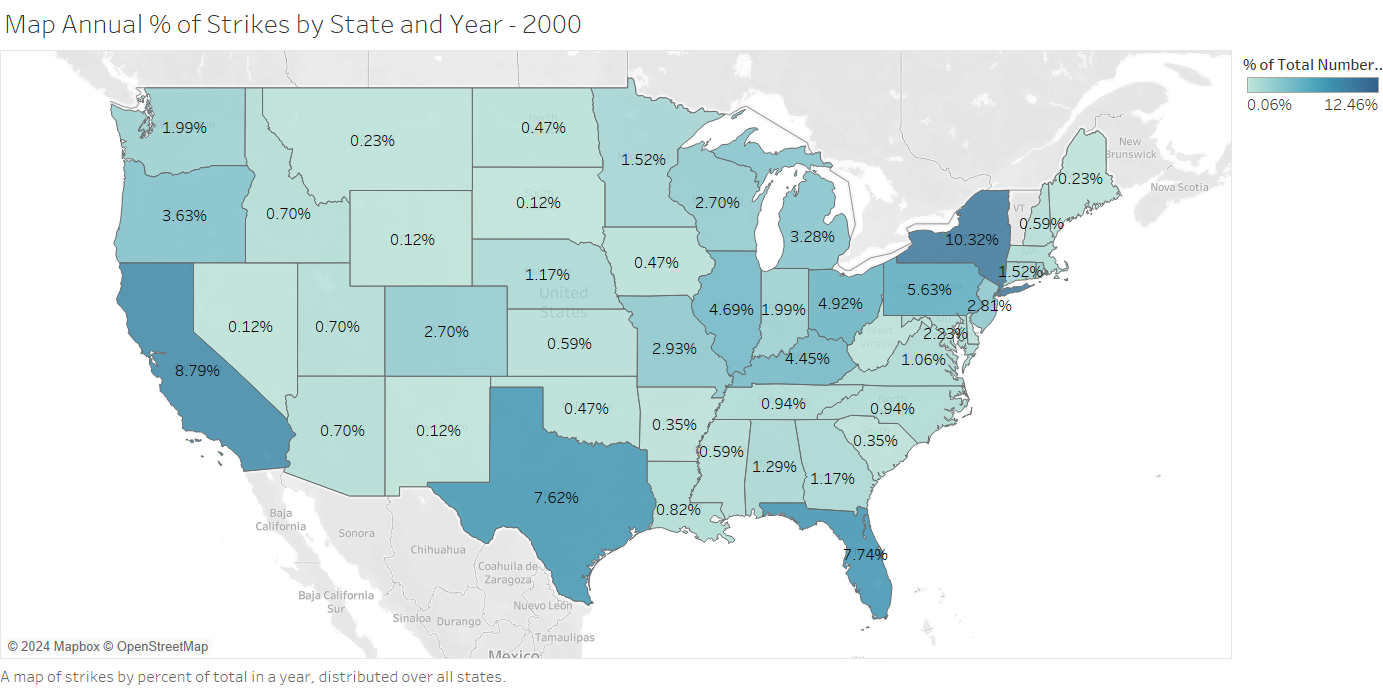 Map Annual % of Strikes by State and Year - 2000
% of Total Number..
0.06% 12.46%
1.99%
0.23%
0.47%
1.52%
New
Brunswick
Nova Scotia
0.23%
VT
0.59%
3.63%
0.70%
0.12%
0.12%
2.70%
3.28%
10.32%
1.52%
1.17%
0.47%
United
States
5.63%
2.81%
4.69%
1.99%
4.92%
2.23%
West
Virginia
0.12%
0.70%
2.70%
0.59%
2.93%
4.45%
1.06%
8.79%
0.70%
0.12%
0.47%
0.35%
0.94%
0.94%
0.35%
0.59%
1.29%
1.17%
7.62%
0.82%
7.74%
Baja
California
Sonora
Chihuahua
Coahuila de
Zaragoza
Baja California
Sur
Sinaloa
Durango
Nuevo León
Tamaulipas
Mexico
© 2024 Mapbox © OpenStreetMap
A map of strikes by percent of total in a year, distributed over all states.